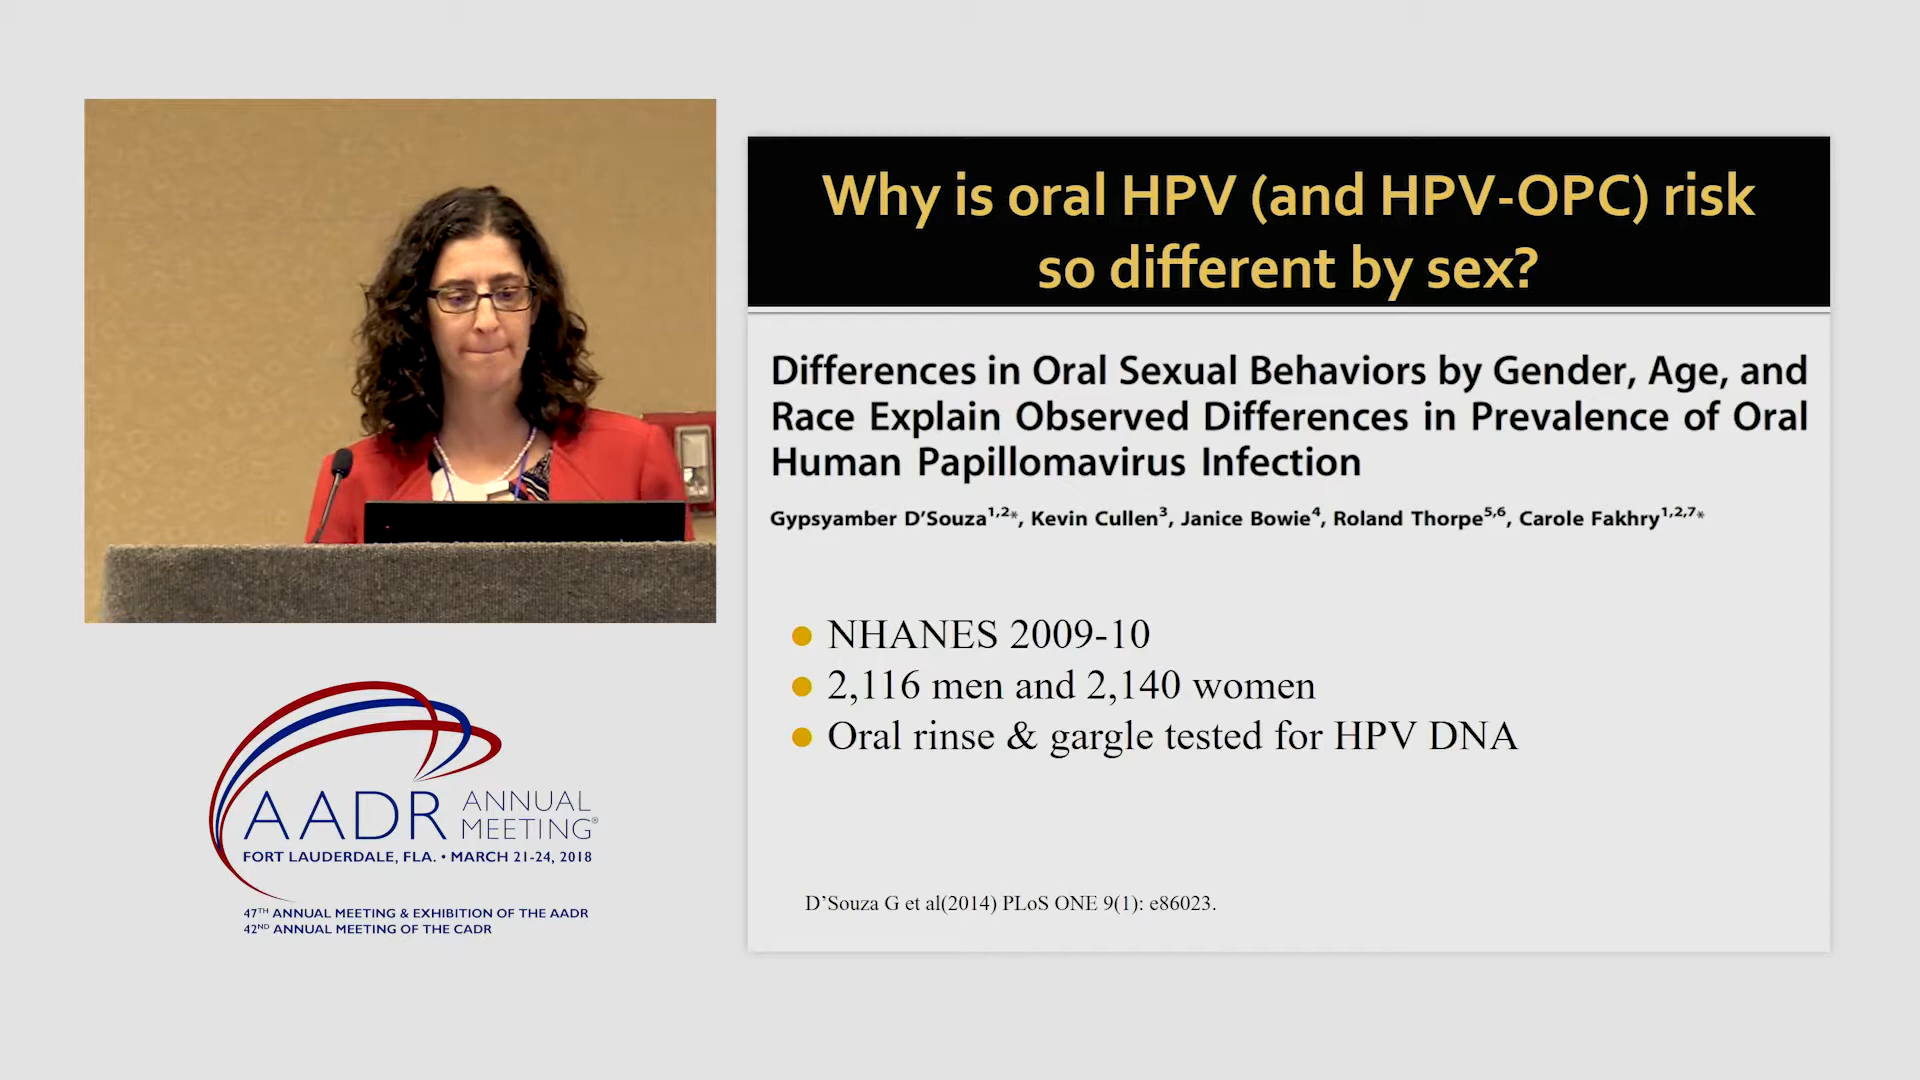 Why is oral HPV (and HPV-OPC) risk
so different by sex?
Differences in Oral Sexual Behaviors by Gender, Age, and
Race Explain Observed Differences in Prevalence of Oral
Human Papillomavirus Infection
Gypsyamber D'Souza1,2*, Kevin Cullen3, Janice Bowie4, Roland Thorpe5,6, Carole Fakhry1,2,7*
NHANES 2009-10
2,116 men and 2,140 women
Oral rinse & gargle tested for HPV DNA
D'Souza G et al(2014) PLoS ONE 9(1): e86023.
AADR ANNUAL
MEETING®
FORT LAUDERDALE, FLA. • MARCH 21-24, 2018
47TH ANNUAL MEETING & EXHIBITION OF THE AADR
42ND ANNUAL MEETING OF THE CADR